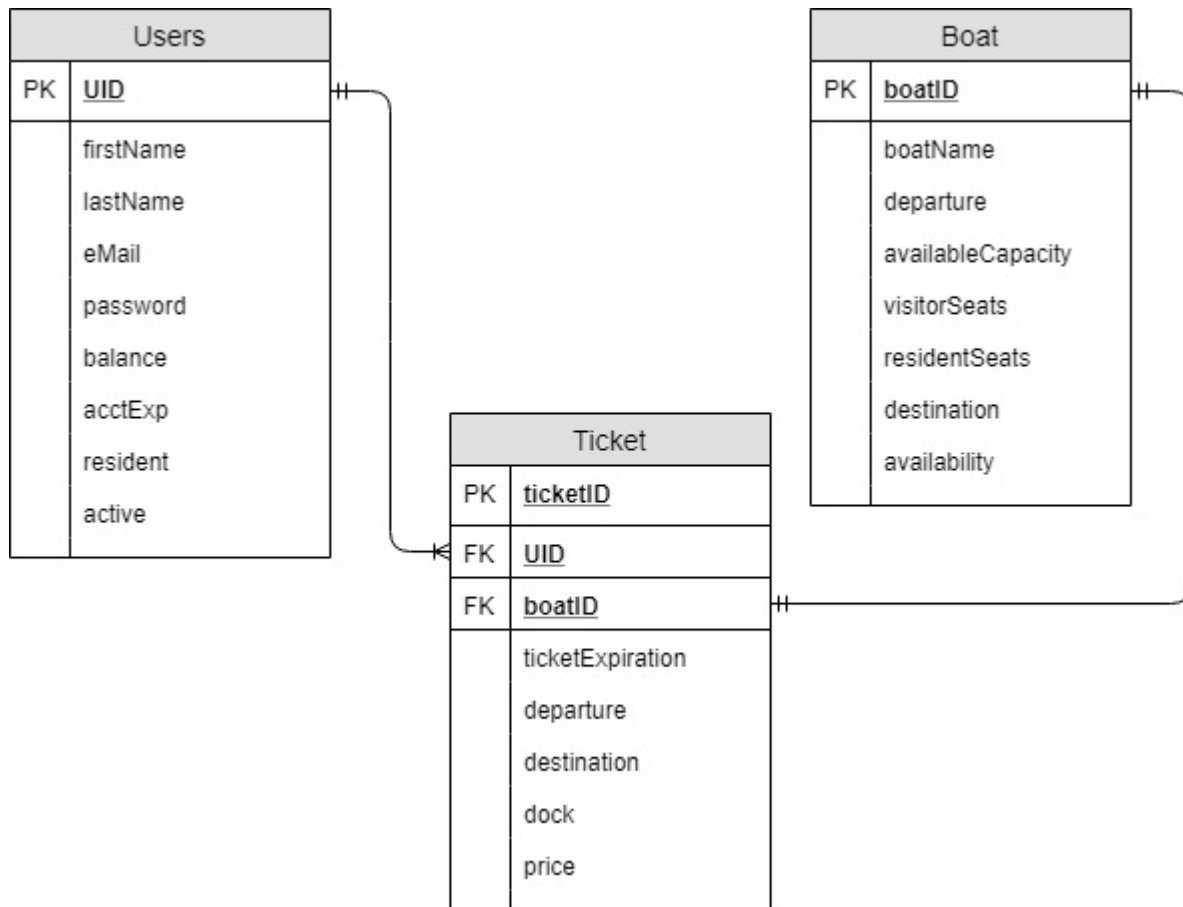 Users
PK UID
firstName
lastName
eMail
password
balance
acctExp
resident
active
Boat
PK boatID
boatName
departure
availableCapacity
visitorSeats
residentSeats
destination
availability
Ticket
PK ticketID
FK UID
FK boatID
ticketExpiration
departure
destination
dock
price